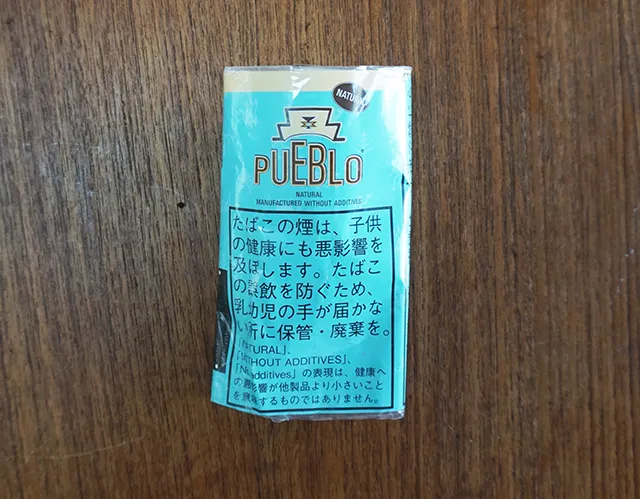 NATURAL
PUEBLO
NATURAL
MANUFACTURED WITHOUT ADDITIVES
たばこの煙は、子供
の健康にも悪影響を
及ぼします。たばこ
の誤飲を防ぐため、
乳幼児の手が届かな
い所に保管・廃棄を。
「NATURAL」、
「WITHOUT ADDITIVES」、
「No additives」の表現は、健康へ
の悪影響が他製品より小さいこと
を意味するものではありません。